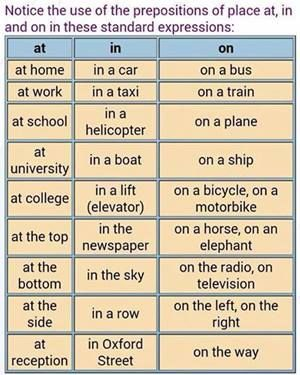 Notice the use of the prepositions of place at, in
and on in these standard expressions:
at in on
at home in a car on a bus
at work in a taxi on a train
at school in a helicopter on a plane
at university in a boat on a ship
at college in a lift (elevator) on a bicycle, on a motorbike
at the top in the newspaper on a horse, on an elephant
at the bottom in the sky on the radio, on television
at the side in a row on the left, on the right
at reception in Oxford Street on the way